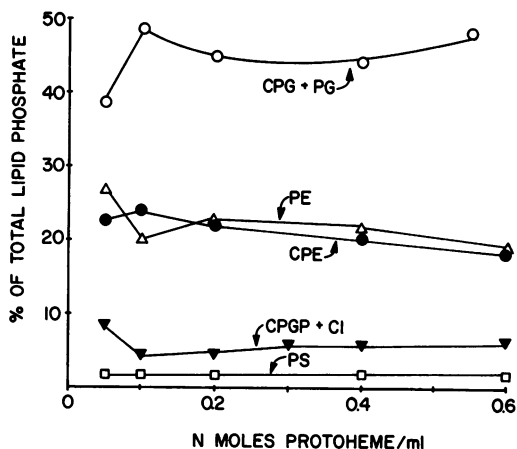 50
40
30
20
10
% OF TOTAL LIPID PHOSPHATE
CPG + PG
PE
CPE
CPGP + CI
PS
0
0.2
0.4
0.6
N MOLES PROTOHEME/ml